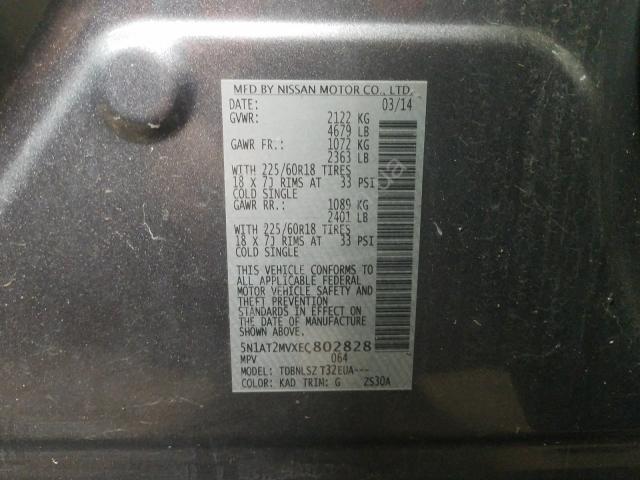 MFD BY NISSAN MOTOR CO., LTD.
DATE: 03/14
GVWR: 2122 KG
4679 LB
GAWR FR.: 1072 KG
2363 LB
WITH 225/60R18 TIRES
18 X 7J RIMS AT 33 PSI
COLD SINGLE
GAWR RR.: 1089 KG
2401 LB
WITH 225/60R18 TIRES
18 X 7J RIMS AT 33 PSI
COLD SINGLE
THIS VEHICLE CONFORMS TO
ALL APPLICABLE FEDERAL
MOTOR VEHICLE SAFETY AND
THEFT PREVENTION
STANDARDS IN EFFECT ON
THE DATE OF MANUFACTURE
SHOWN ABOVE.
5N1AT2MVXEC802828
MPV 064
MODEL: TDBNLSZ T32EUA---
COLOR: KAD TRIM: G ZS30A